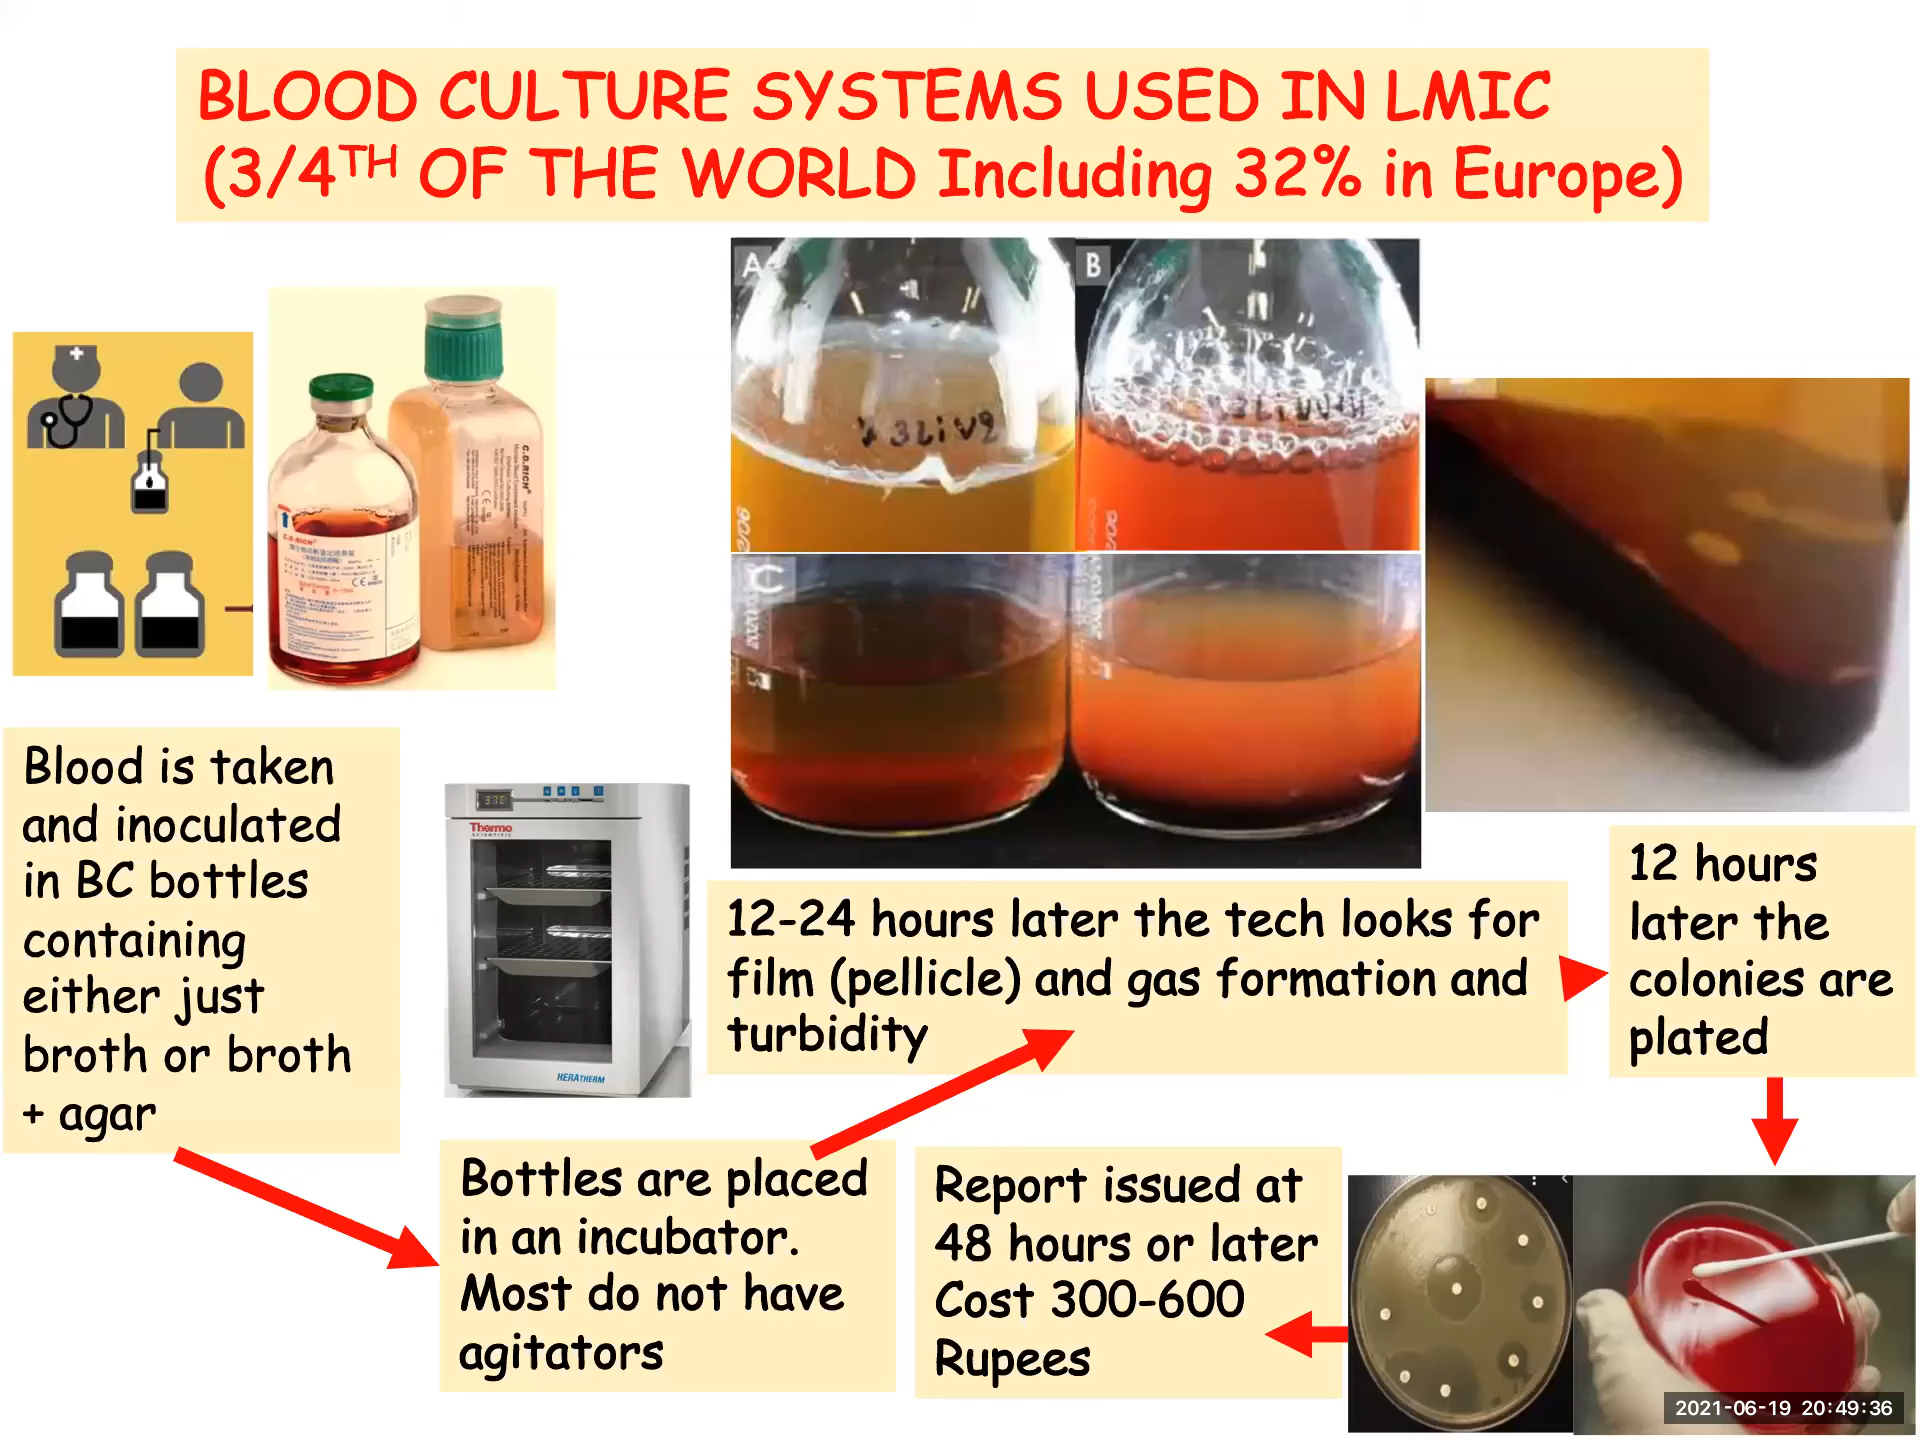 BLOOD CULTURE SYSTEMS USED IN LMIC
(3/4TH OF THE WORLD Including 32% in Europe)
A
B
C
C.D.RICH
C.D.RICH
Blood is taken
and inoculated
in BC bottles
containing
either just
broth or broth
+ agar
Thermo
SCIENTIFIC
HERATHERM
Bottles are placed
in an incubator.
Most do not have
agitators
12-24 hours later the tech looks for
film (pellicle) and gas formation and
turbidity
12 hours
later the
colonies are
plated
Report issued at
48 hours or later
Cost 300-600
Rupees
2021-06-19 20:49:36